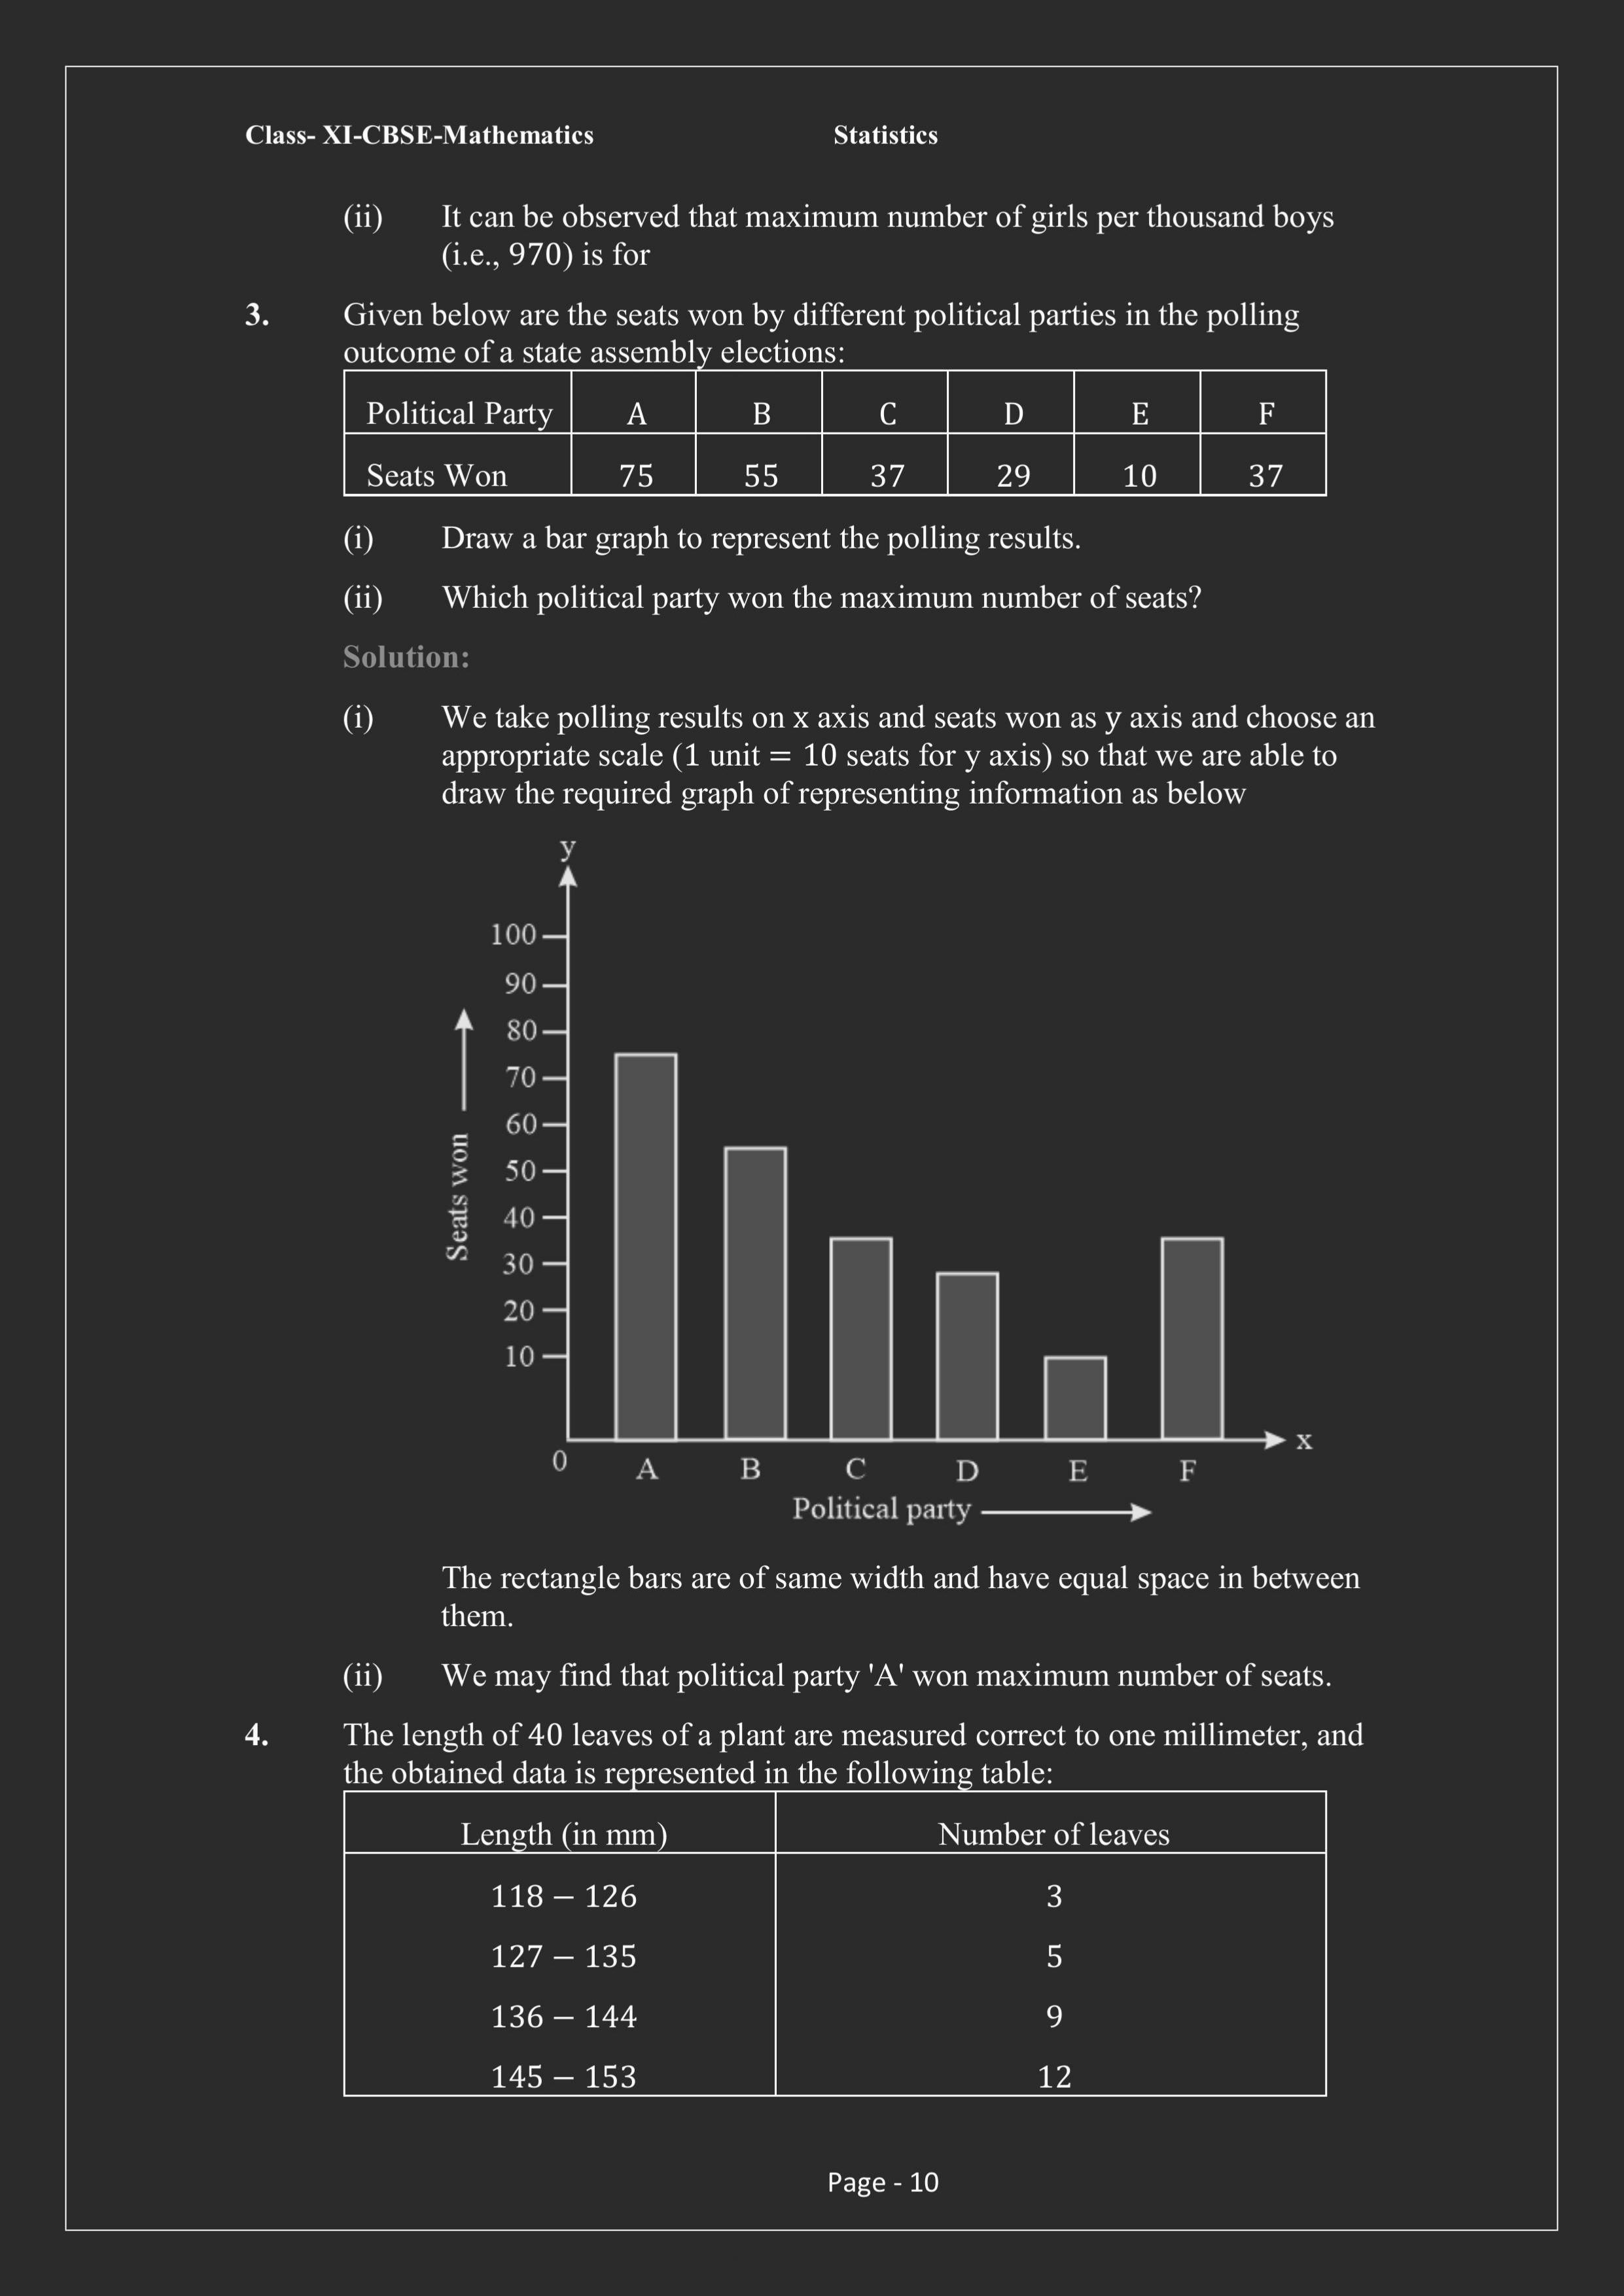 Class- XI-CBSE-Mathematics Statistics
(ii) It can be observed that maximum number of girls per thousand boys
(i.e., 970) is for
3. Given below are the seats won by different political parties in the polling
outcome of a state assembly elections:
Political Party A B C D E F
Seats Won 75 55 37 29 10 37
(i) Draw a bar graph to represent the polling results.
(ii) Which political party won the maximum number of seats?
Solution:
(i) We take polling results on x axis and seats won as y axis and choose an
appropriate scale (1 unit = 10 seats for y axis) so that we are able to
draw the required graph of representing information as below
y
100
90
80
70
60
50
40
30
20
10
Seats won
0
x
A B C D E F
Political party
The rectangle bars are of same width and have equal space in between
them.
(ii) We may find that political party 'A' won maximum number of seats.
4. The length of 40 leaves of a plant are measured correct to one millimeter, and
the obtained data is represented in the following table:
Length (in mm) Number of leaves
118 – 126 3
127 – 135 5
136 – 144 9
145 – 153 12
Page - 10